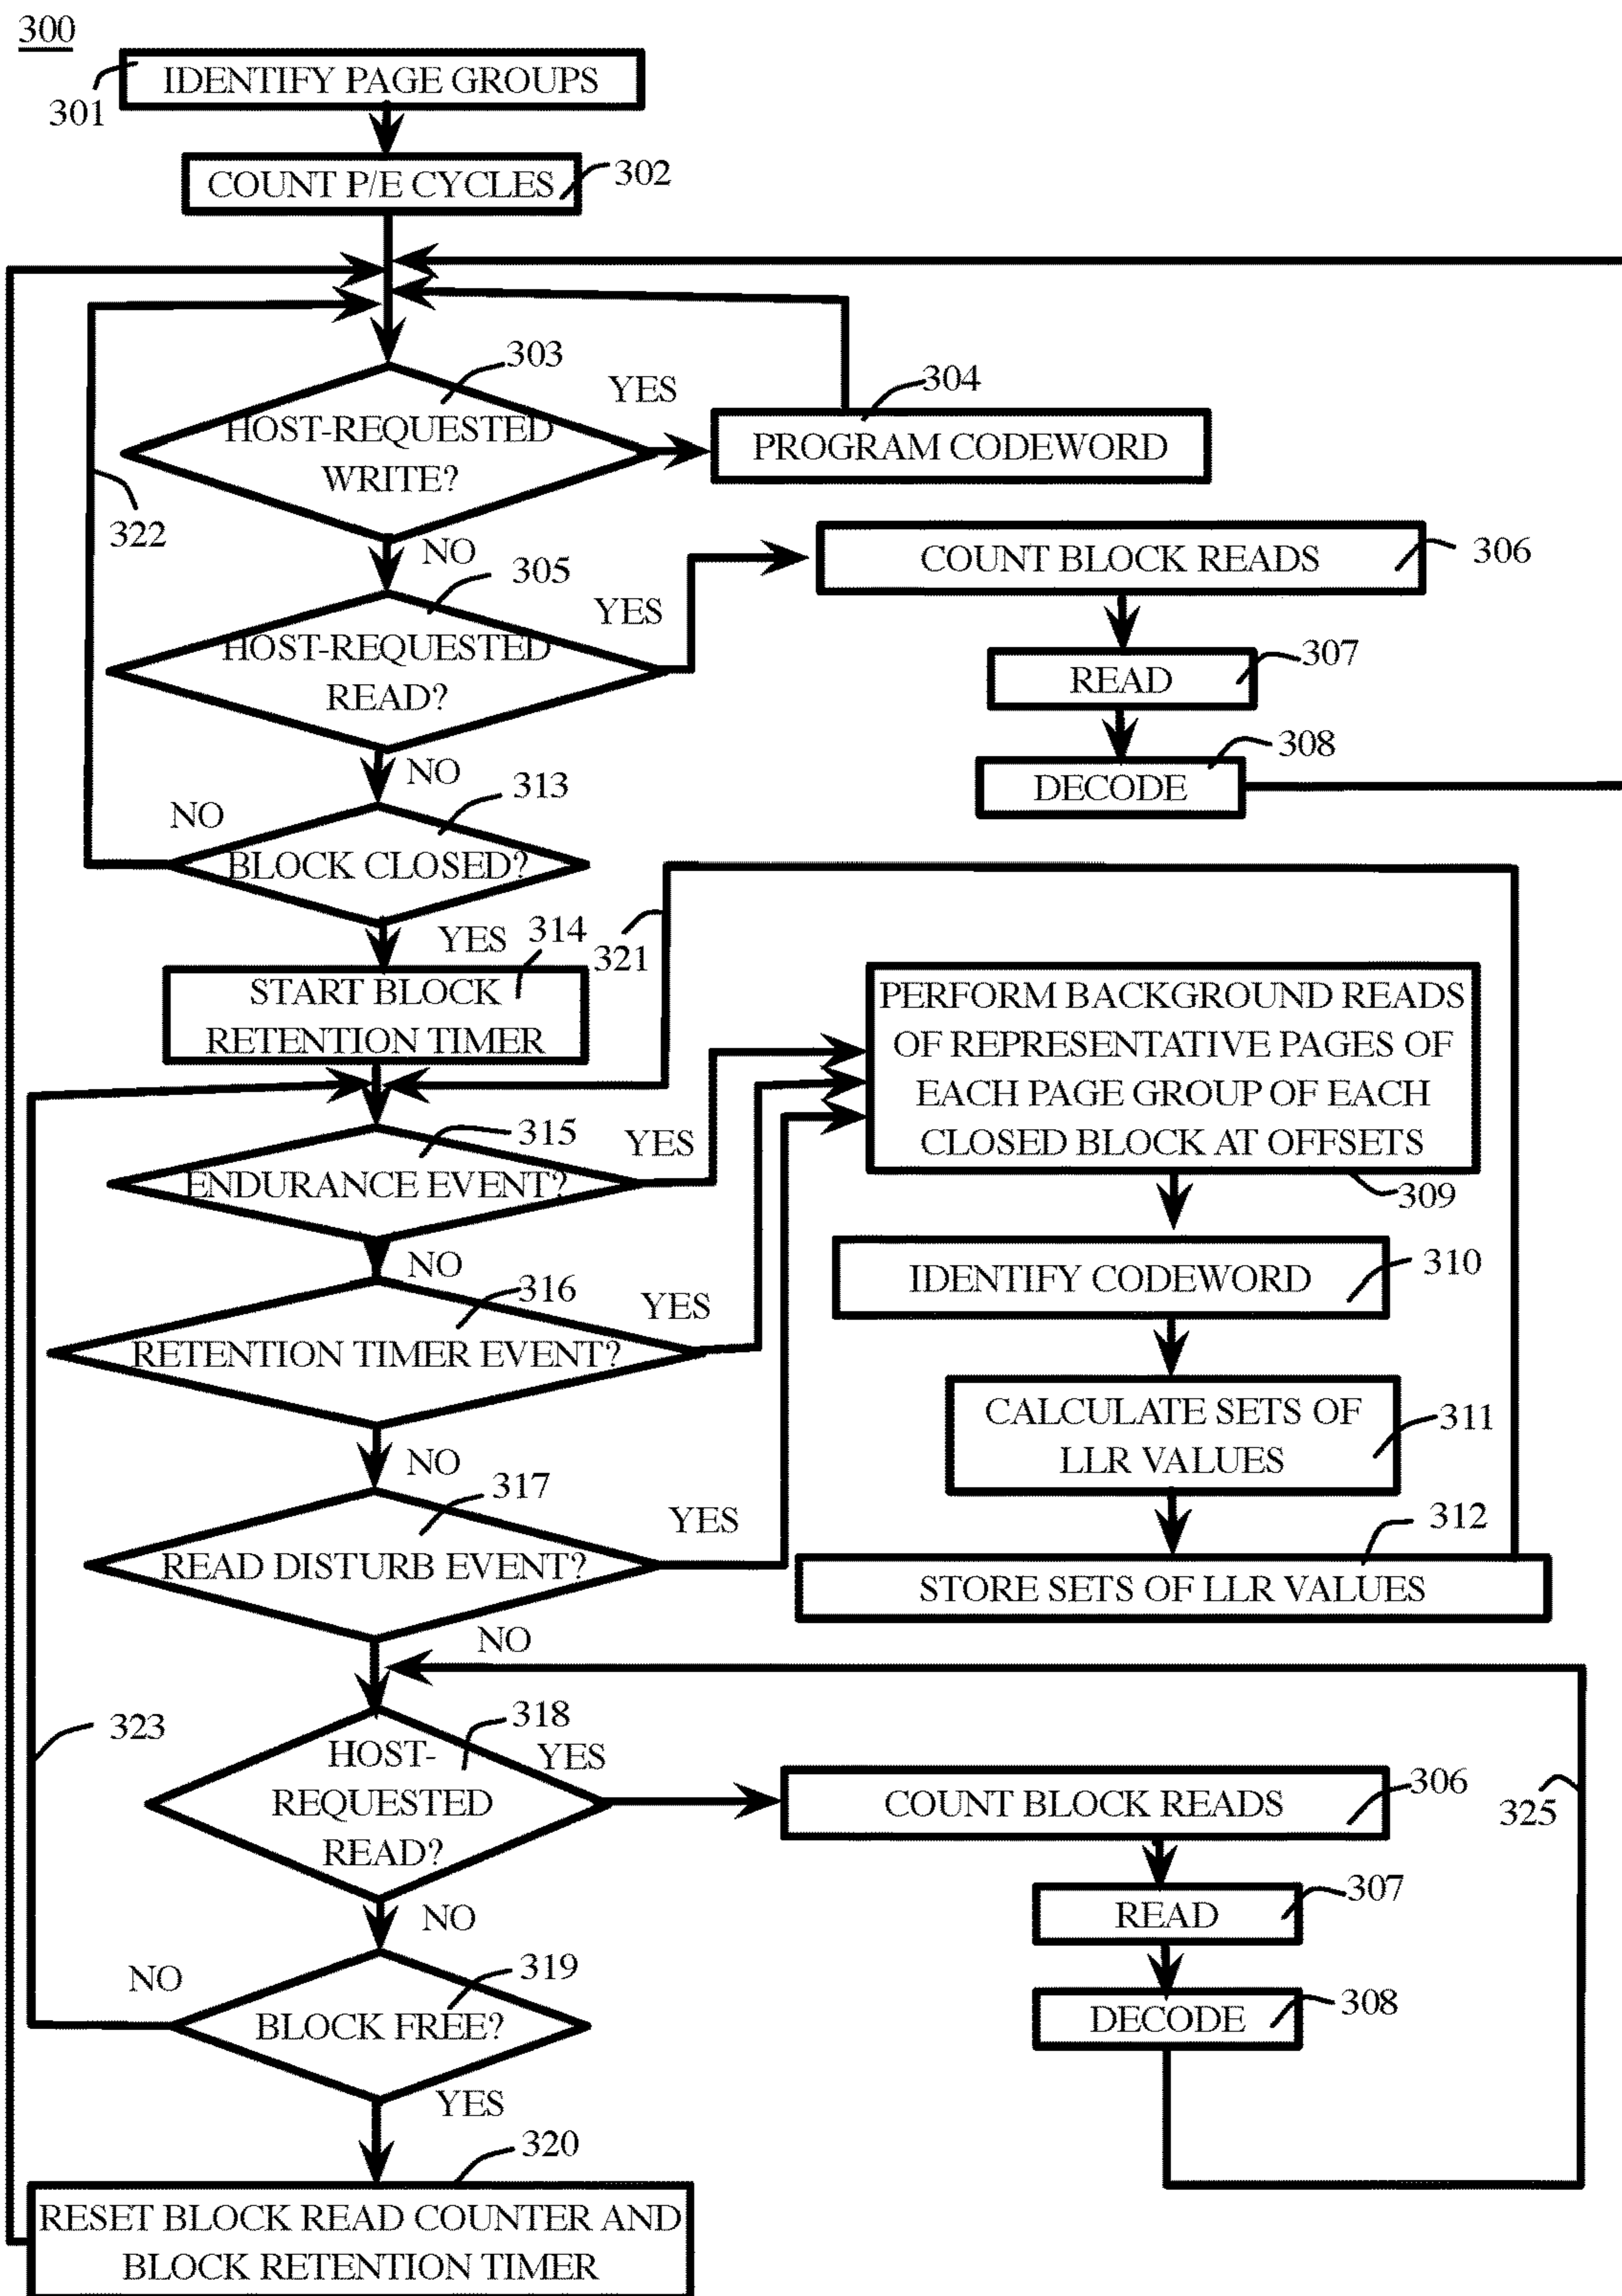 300
IDENTIFY PAGE GROUPS
301
COUNT P/E CYCLES
302
303
HOST-REQUESTED
WRITE?
YES
304
PROGRAM CODEWORD
322
NO
305
HOST-REQUESTED
READ?
YES
COUNT BLOCK READS
306
READ
307
DECODE
308
NO
313
NO
BLOCK CLOSED?
YES
314
START BLOCK
RETENTION TIMER
321
PERFORM BACKGROUND READS
OF REPRESENTATIVE PAGES OF
EACH PAGE GROUP OF EACH
CLOSED BLOCK AT OFFSETS
309
315
YES
ENDURANCE EVENT?
NO
316
YES
RETENTION TIMER EVENT?
IDENTIFY CODEWORD
310
CALCULATE SETS OF
LLR VALUES
311
NO
317
YES
READ DISTURB EVENT?
312
STORE SETS OF LLR VALUES
NO
323
318
HOST-
REQUESTED
READ?
YES
COUNT BLOCK READS
306
325
READ
307
DECODE
308
NO
319
NO
BLOCK FREE?
YES
320
RESET BLOCK READ COUNTER AND
BLOCK RETENTION TIMER